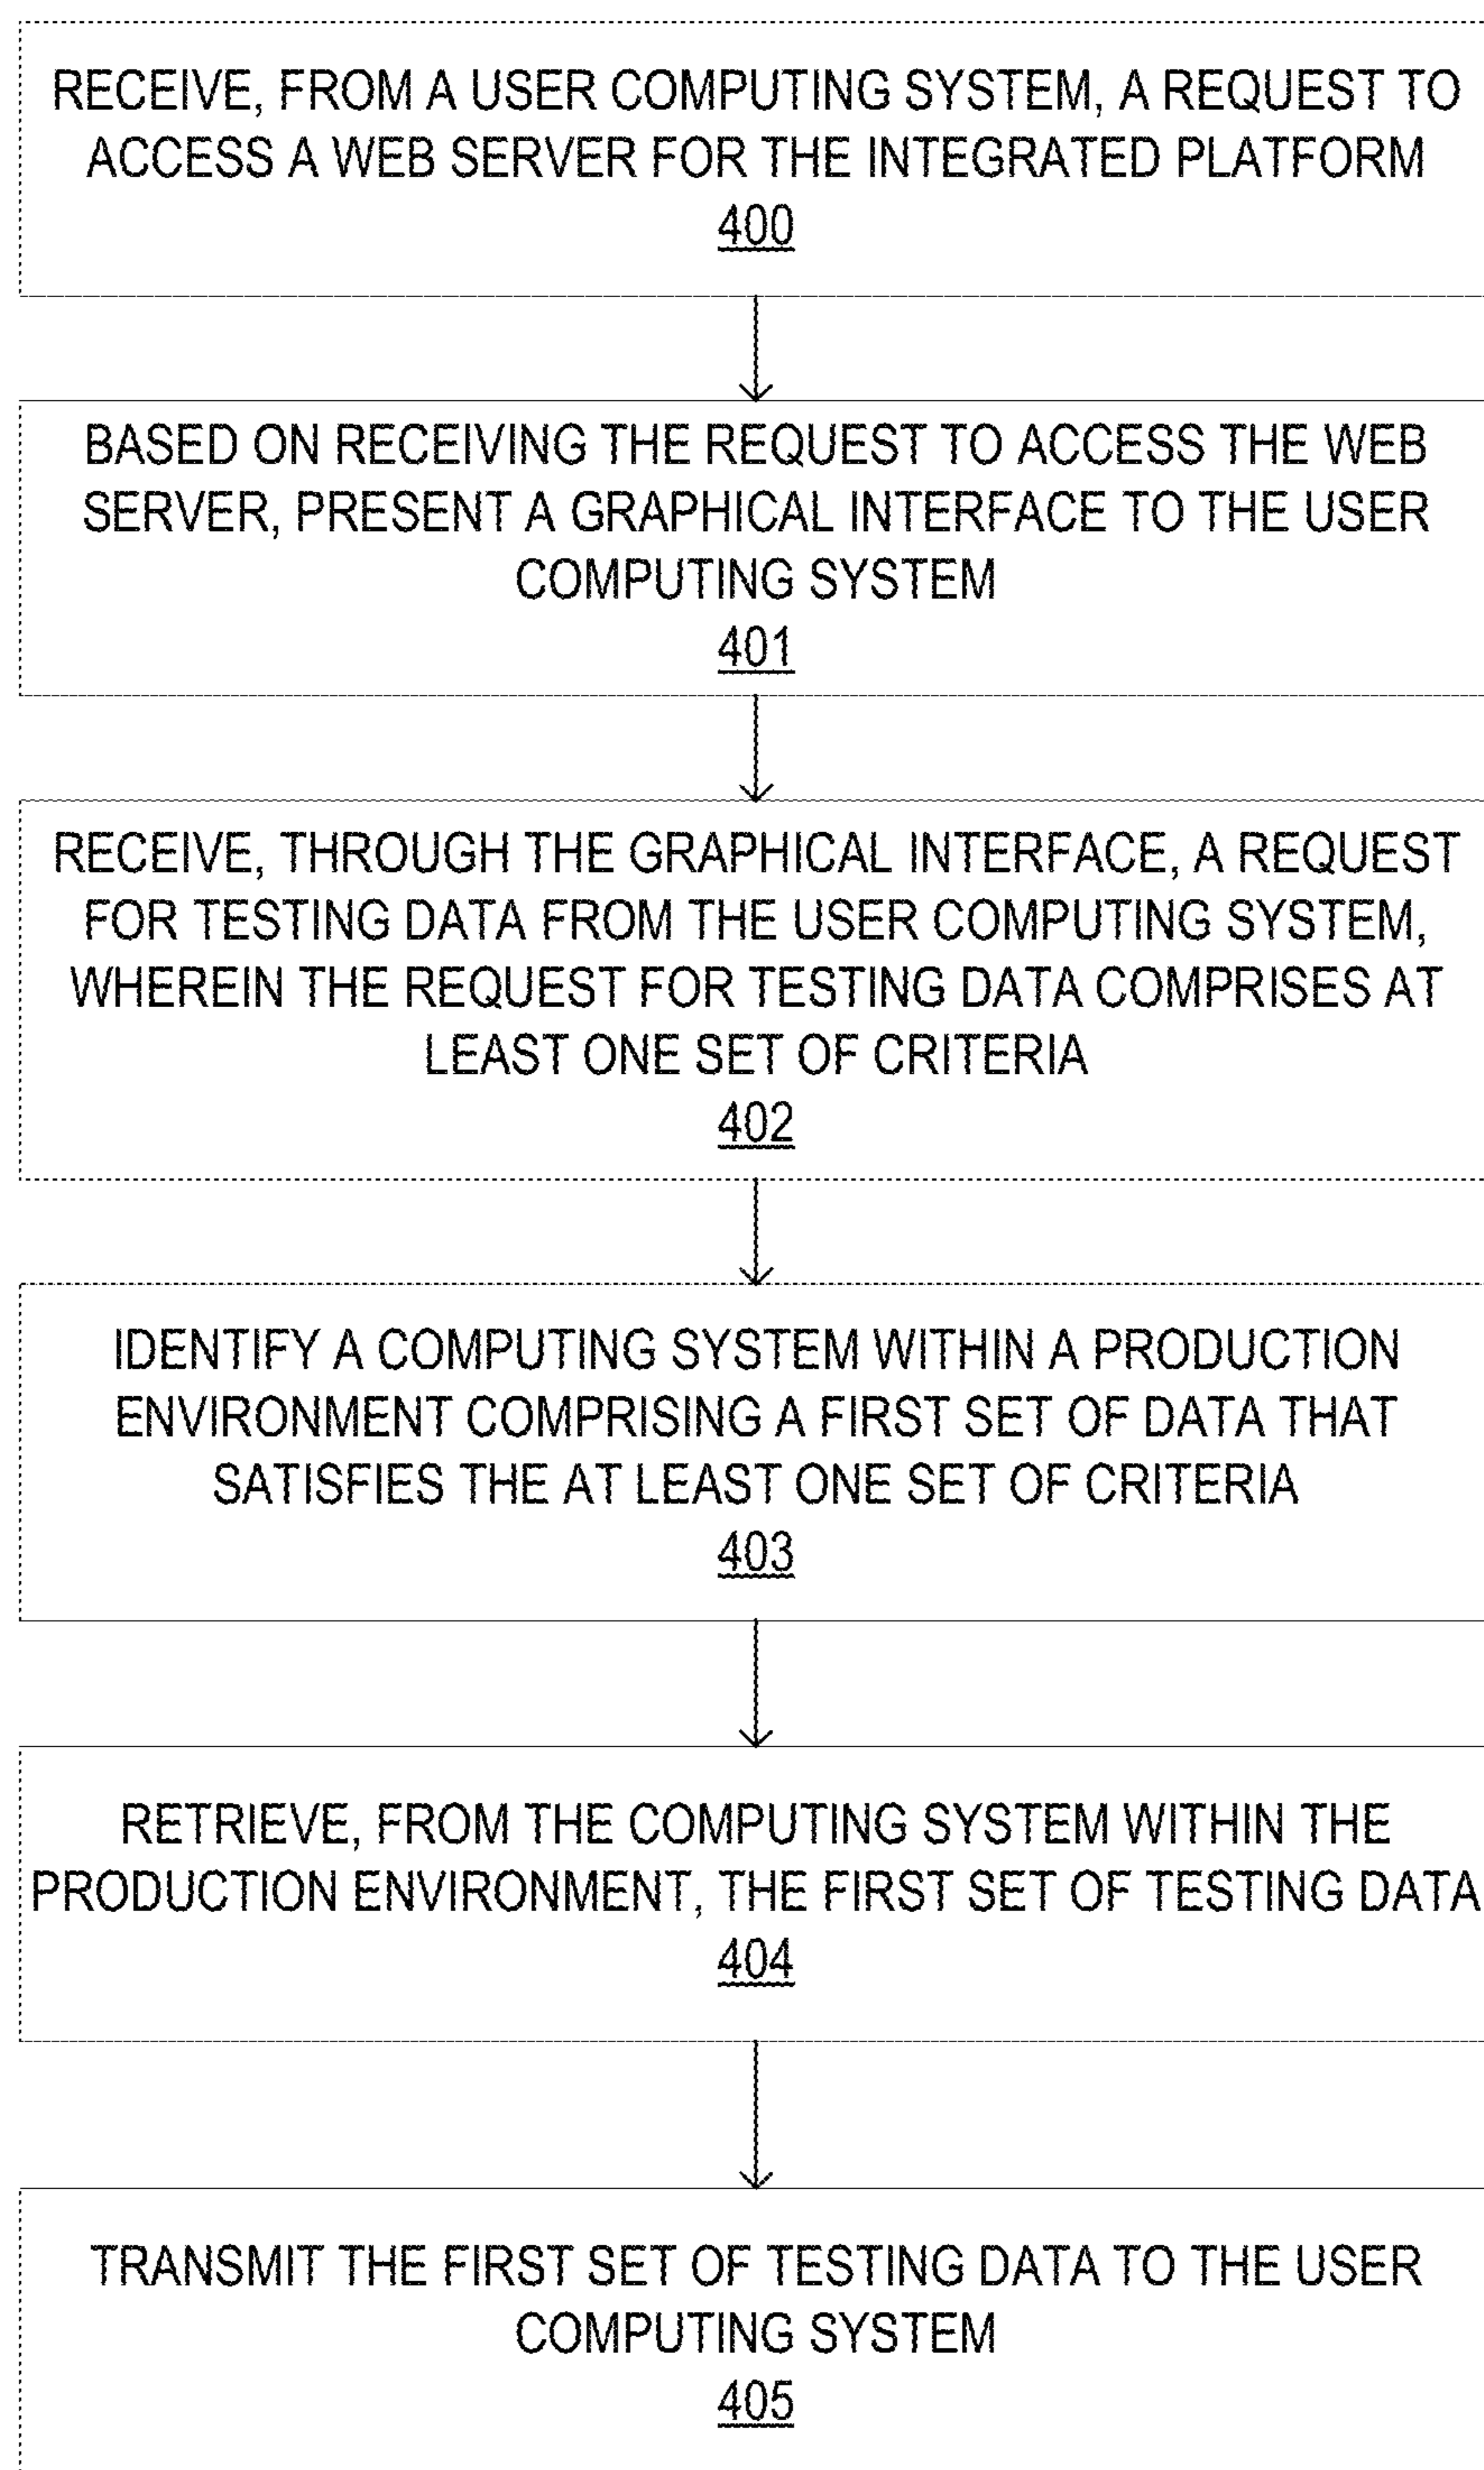 RECEIVE, FROM A USER COMPUTING SYSTEM, A REQUEST TO
ACCESS A WEB SERVER FOR THE INTEGRATED PLATFORM
400
BASED ON RECEIVING THE REQUEST TO ACCESS THE WEB
SERVER, PRESENT A GRAPHICAL INTERFACE TO THE USER
COMPUTING SYSTEM
401
RECEIVE, THROUGH THE GRAPHICAL INTERFACE, A REQUEST
FOR TESTING DATA FROM THE USER COMPUTING SYSTEM,
WHEREIN THE REQUEST FOR TESTING DATA COMPRISES AT
LEAST ONE SET OF CRITERIA
402
IDENTIFY A COMPUTING SYSTEM WITHIN A PRODUCTION
ENVIRONMENT COMPRISING A FIRST SET OF DATA THAT
SATISFIES THE AT LEAST ONE SET OF CRITERIA
403
RETRIEVE, FROM THE COMPUTING SYSTEM WITHIN THE
PRODUCTION ENVIRONMENT, THE FIRST SET OF TESTING DATA
404
TRANSMIT THE FIRST SET OF TESTING DATA TO THE USER
COMPUTING SYSTEM
405